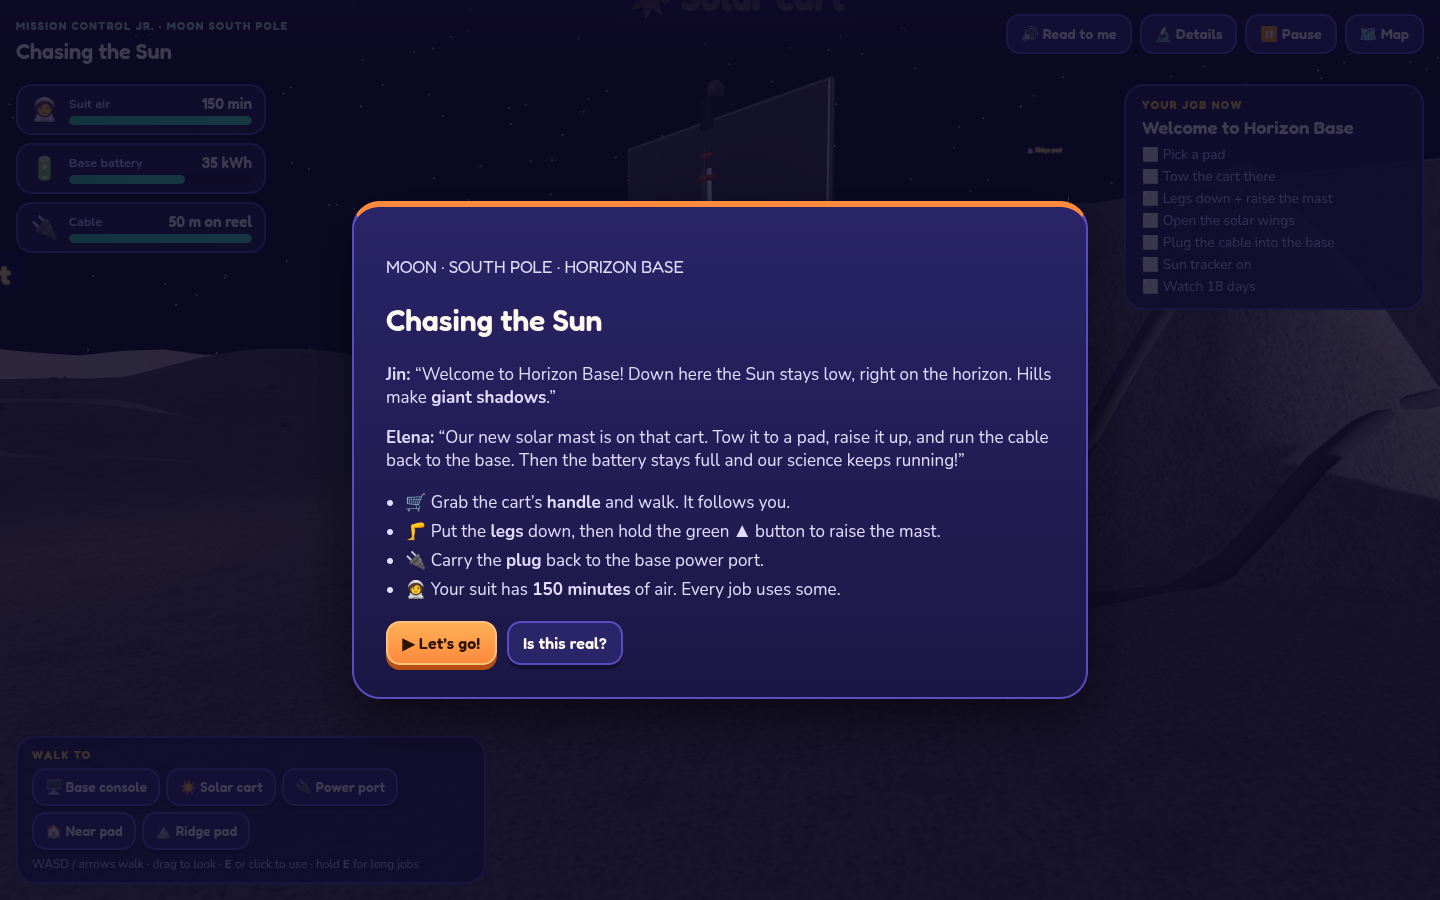 Solar cart
MISSION CONTROL JR. · MOON SOUTH POLE
Chasing the Sun
🔊 Read to me
🔬 Details
⏸ Pause
🗺️ Map
Suit air 150 min
Base battery 35 kWh
Cable 50 m on reel
t
Ridge pad
YOUR JOB NOW
Welcome to Horizon Base
Pick a pad
Tow the cart there
Legs down + raise the mast
Open the solar wings
Plug the cable into the base
Sun tracker on
Watch 18 days
MOON · SOUTH POLE · HORIZON BASE
Chasing the Sun
Jin: “Welcome to Horizon Base! Down here the Sun stays low, right on the horizon. Hills
make giant shadows.”
Elena: “Our new solar mast is on that cart. Tow it to a pad, raise it up, and run the cable
back to the base. Then the battery stays full and our science keeps running!”
• 🛒 Grab the cart’s handle and walk. It follows you.
• 🦵 Put the legs down, then hold the green ▲ button to raise the mast.
• 🔌 Carry the plug back to the base power port.
• 🧑‍🚀 Your suit has 150 minutes of air. Every job uses some.
▶ Let’s go!
Is this real?
WALK TO
🖥️ Base console
☀️ Solar cart
🔌 Power port
🏠 Near pad
⛰️ Ridge pad
WASD / arrows walk · drag to look · E or click to use · hold E for long jobs